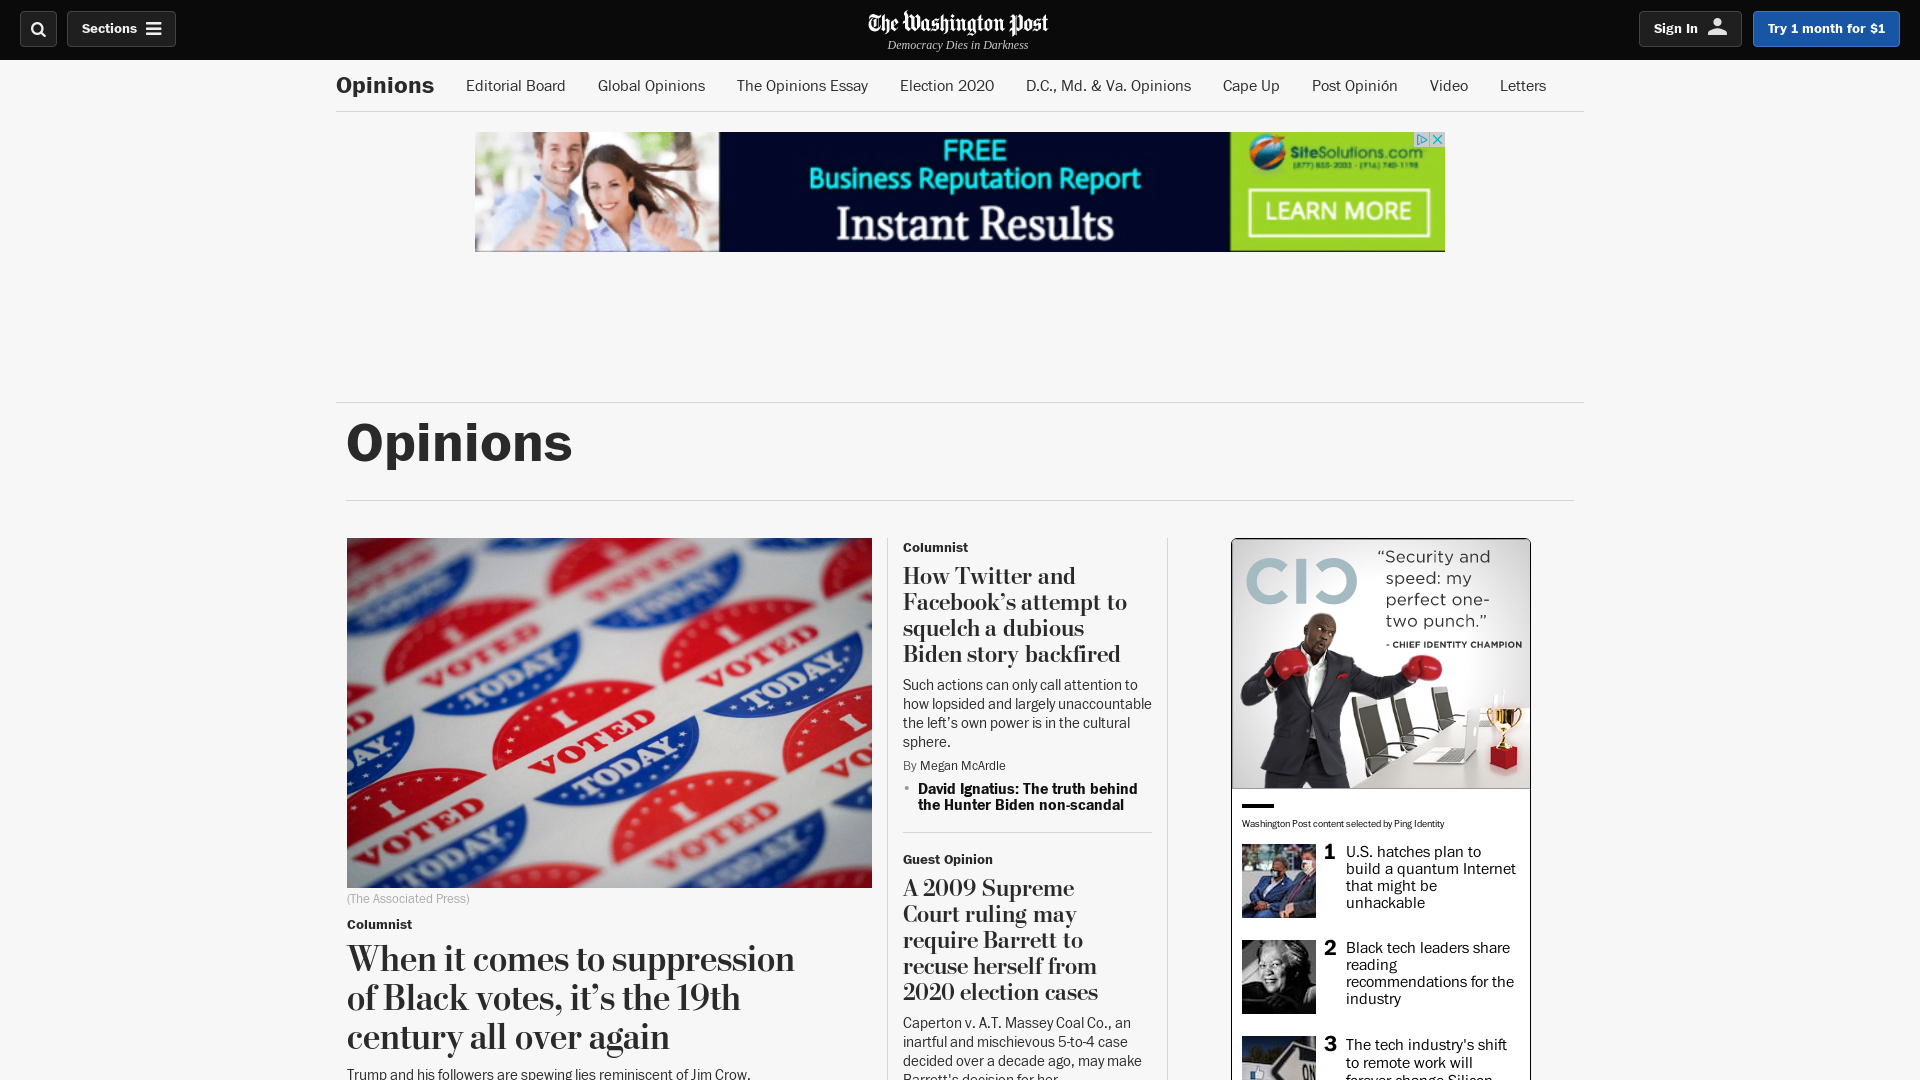 Sections
The Washington Post
Democracy Dies in Darkness
Sign In
Try 1 month for $1
Opinions
Editorial Board
Global Opinions
The Opinions Essay
Election 2020
D.C., Md. & Va. Opinions
Cape Up
Post Opinión
Video
Letters
FREE
Business Reputation Report
Instant Results
SiteSolutions.com
LEARN MORE
Opinions
I VOTED TODAY
(The Associated Press)
Columnist
When it comes to suppression
of Black votes, it’s the 19th
century all over again
Trump and his followers are spewing lies reminiscent of Jim Crow.
Columnist
How Twitter and
Facebook’s attempt to
squelch a dubious
Biden story backfired
Such actions can only call attention to
how lopsided and largely unaccountable
the left’s own power is in the cultural
sphere.
By Megan McArdle
David Ignatius: The truth behind
the Hunter Biden non-scandal
Guest Opinion
A 2009 Supreme
Court ruling may
require Barrett to
recuse herself from
2020 election cases
Caperton v. A.T. Massey Coal Co., an
inartful and mischievous 5-to-4 case
decided over a decade ago, may make
Barrett's decision for her.
CIC
“Security and
speed: my
perfect one-
two punch.”
- CHIEF IDENTITY CHAMPION
Washington Post content selected by Ping Identity
1 U.S. hatches plan to
build a quantum Internet
that might be
unhackable
2 Black tech leaders share
reading
recommendations for the
industry
3 The tech industry's shift
to remote work will
forever change Silicon